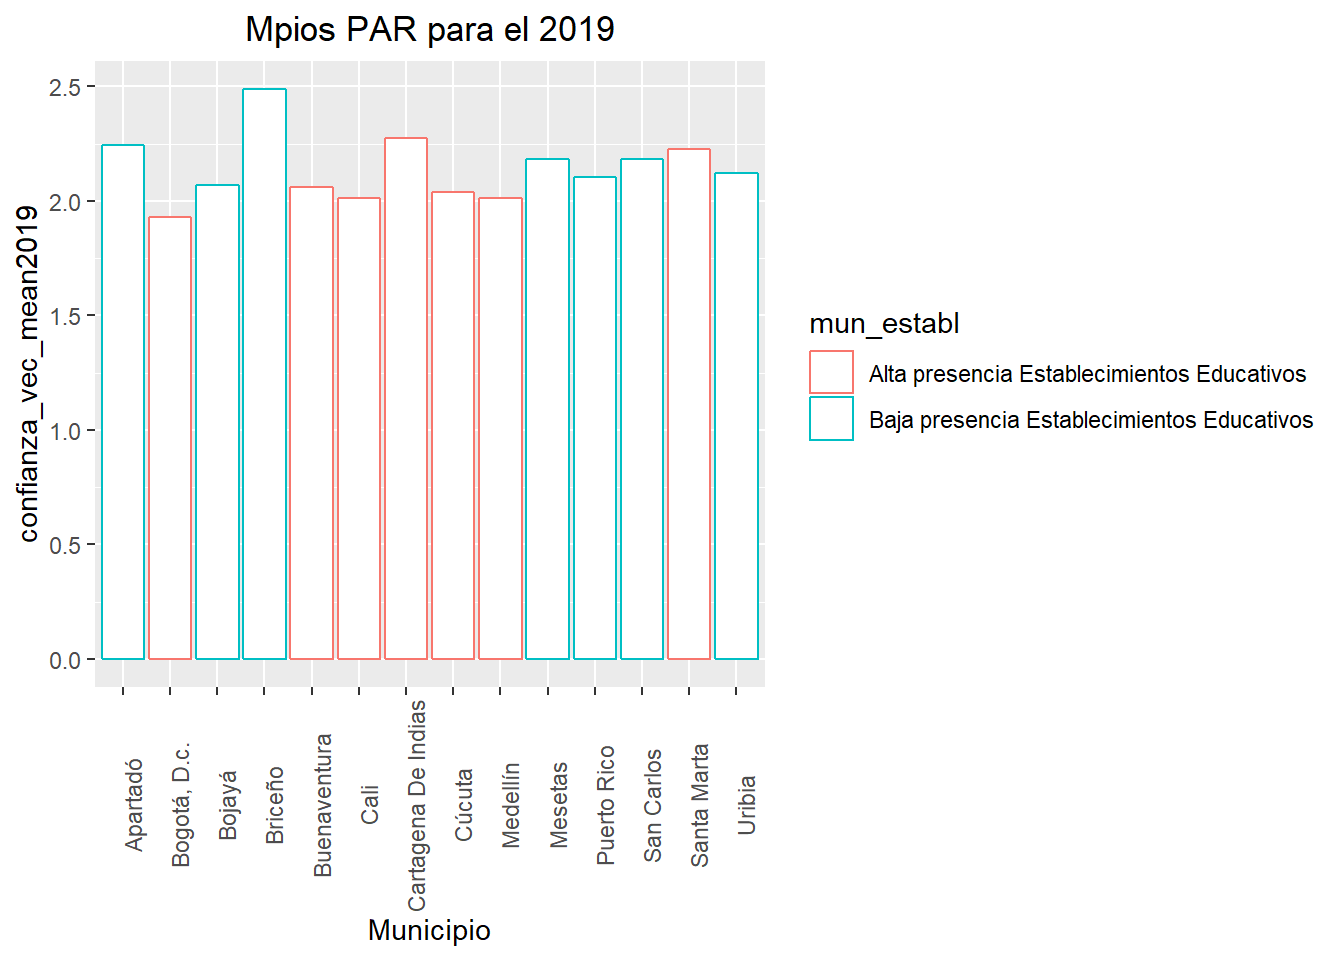 Mpios PAR para el 2019
confianza_vec_mean2019
2.5
2.0
1.5
1.0
0.5
0.0
Apartadó
Bogotá, D.c.
Bojayá
Briceño
Buenaventura
Cali
Cartagena De Indias
Cúcuta
Medellín
Mesetas
Puerto Rico
San Carlos
Santa Marta
Uribia
Municipio
mun_establ
Alta presencia Establecimientos Educativos
Baja presencia Establecimientos Educativos